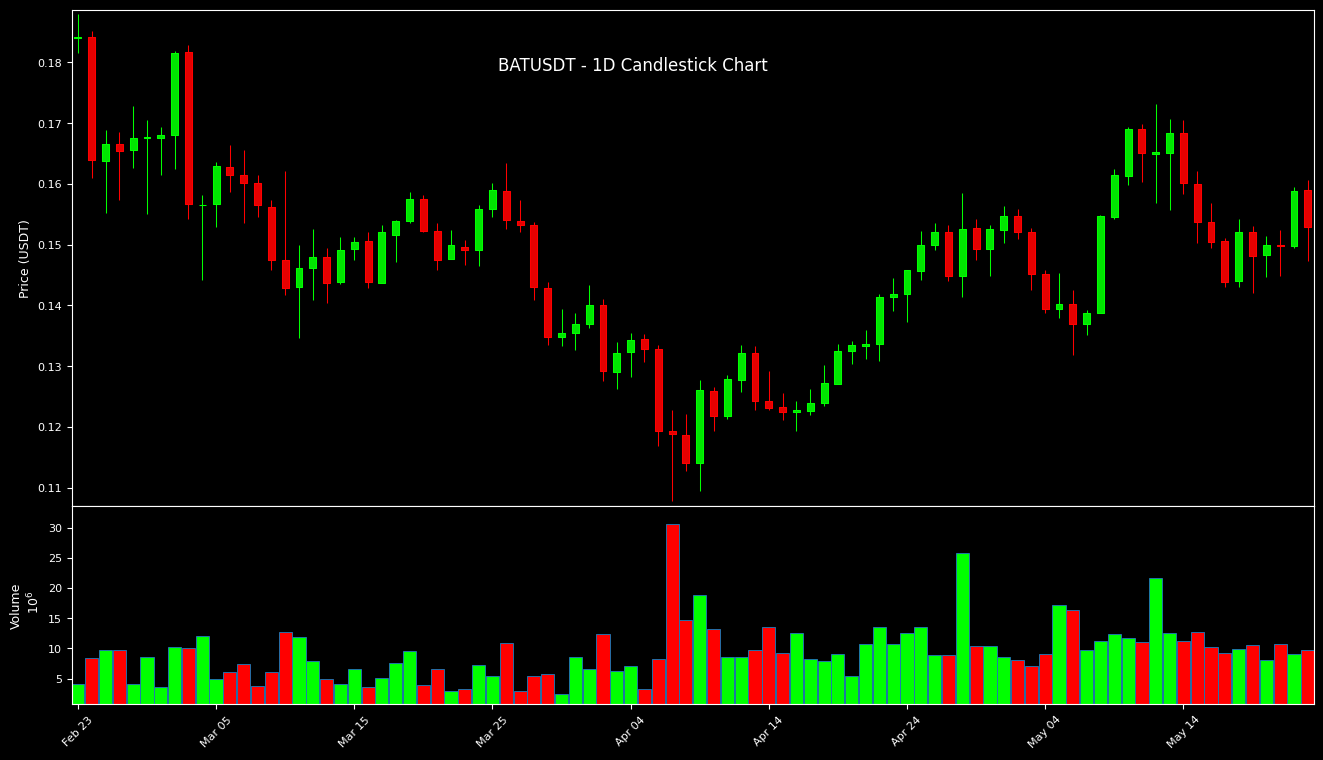 BATUSDT - 1D Candlestick Chart
Price (USDT)
0.18
0.17
0.16
0.15
0.14
0.13
0.12
0.11
Volume
10^6
30
25
20
15
10
5
Feb 23
Mar 05
Mar 15
Mar 25
Apr 04
Apr 14
Apr 24
May 04
May 14